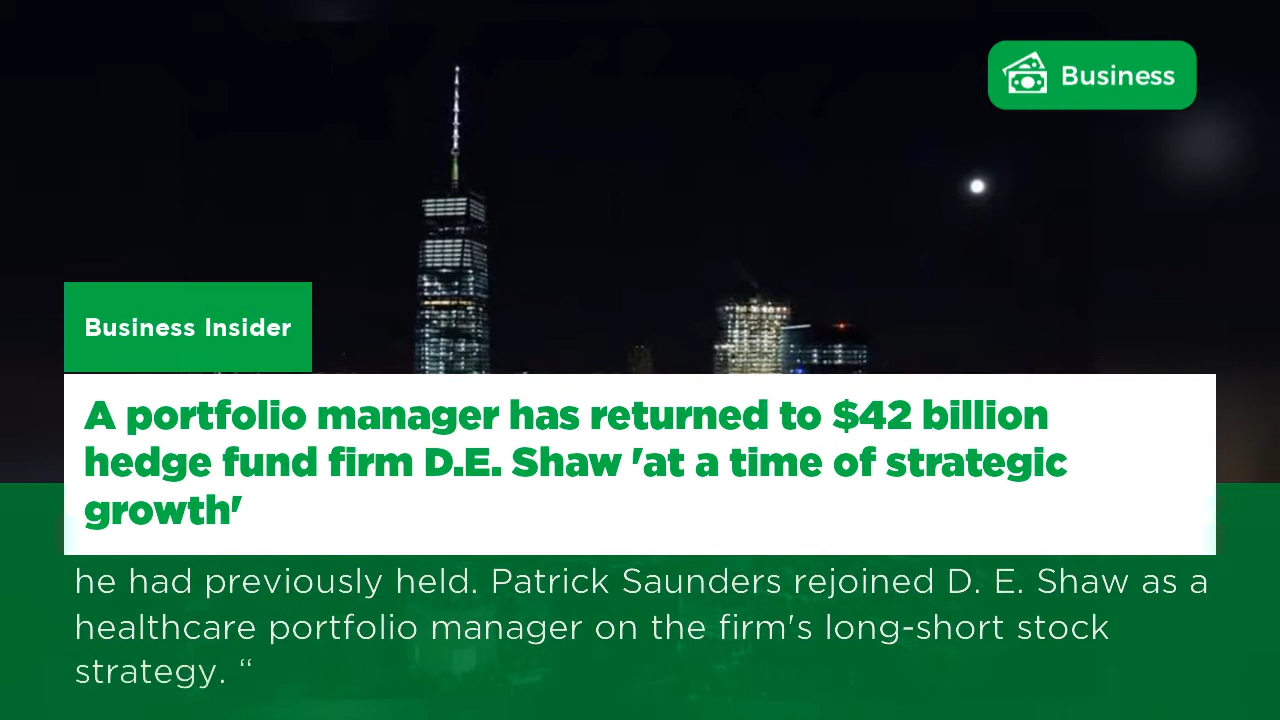 Business
Business Insider
A portfolio manager has returned to $42 billion
hedge fund firm D.E. Shaw 'at a time of strategic
growth'
he had previously held. Patrick Saunders rejoined D. E. Shaw as a
healthcare portfolio manager on the firm's long-short stock
strategy. “